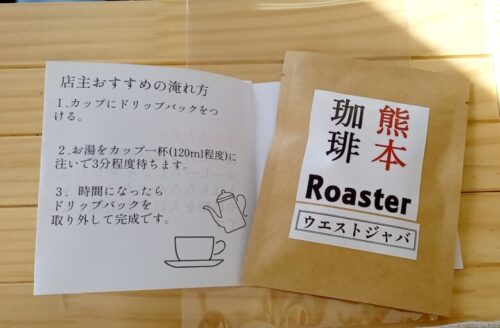 店主おすすめの淹れ方
1.カップにドリップバックをつ
ける。
2.お湯をカップ一杯(120ml程度)に
注いで3分程度待ちます。
3. 時間になったら
ドリップバックを
取り外して完成です。
熊本
珈琲
Roaster
ウエストジャバ